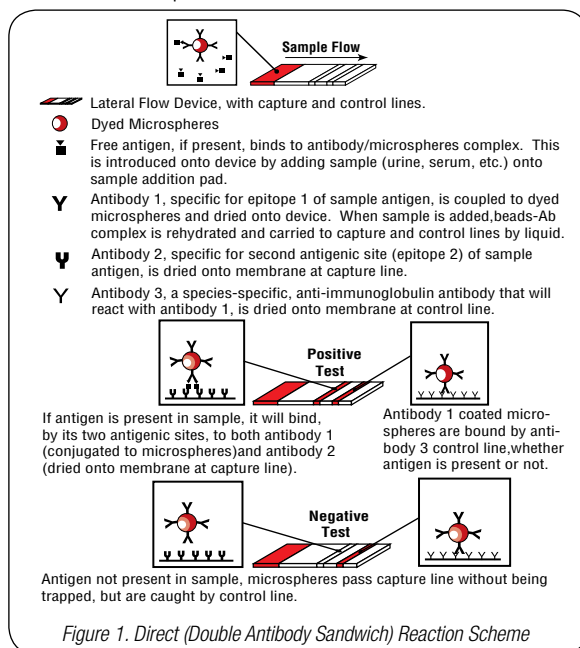 Sample Flow
Lateral Flow Device, with capture and control lines.
Dyed Microspheres
Free antigen, if present, binds to antibody/microspheres complex.  This
is introduced onto device by adding sample (urine, serum, etc.) onto
sample addition pad.
Antibody 1, specific for epitope 1 of sample antigen, is coupled to dyed
microspheres and dried onto device.  When sample is added,beads-Ab
complex is rehydrated and carried to capture and control lines by liquid.
Antibody 2, specific for second antigenic site (epitope 2) of sample
antigen, is dried onto membrane at capture line.
Antibody 3, a species-specific, anti-immunoglobulin antibody that will
react with antibody 1, is dried onto membrane at control line.
Positive
Test
If antigen is present in sample, it will bind,
by its two antigenic sites, to both antibody 1
(conjugated to microspheres)and antibody 2
(dried onto membrane at capture line).
Antibody 1 coated micro-
spheres are bound by anti-
body 3 control line,whether
antigen is present or not.
Negative
Test
Antigen not present in sample, microspheres pass capture line without being
trapped, but are caught by control line.
Figure 1. Direct (Double Antibody Sandwich) Reaction Scheme